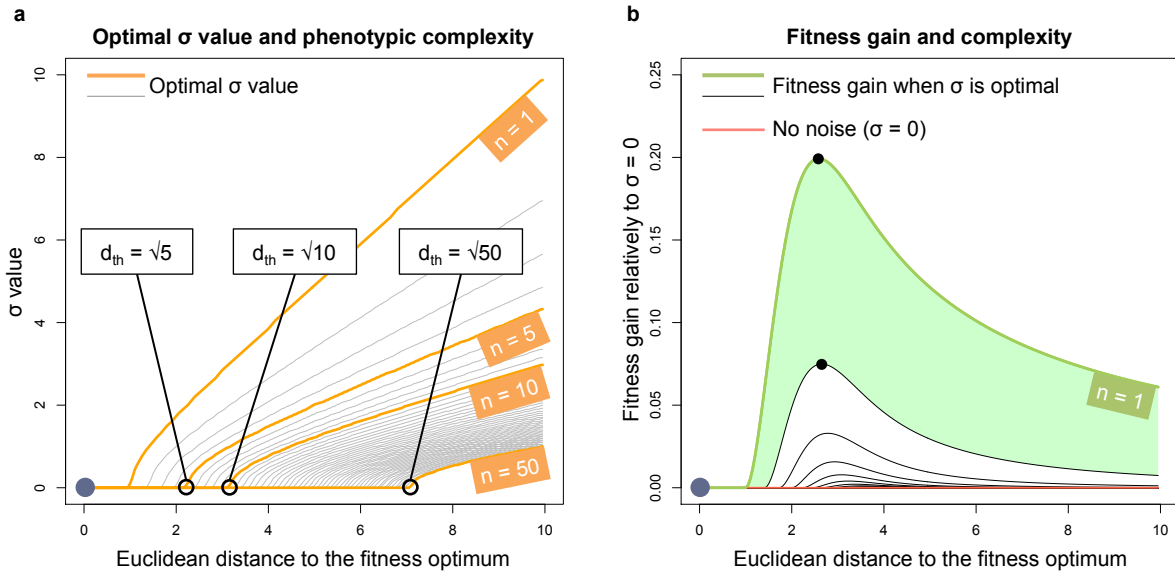 a
Optimal σ value and phenotypic complexity
Optimal σ value
n = 1
d_th = √5
d_th = √10
d_th = √50
n = 5
n = 10
n = 50
σ value
10
8
6
4
2
0
0 2 4 6 8 10
Euclidean distance to the fitness optimum
b
Fitness gain and complexity
Fitness gain when σ is optimal
No noise (σ = 0)
n = 1
Fitness gain relatively to σ = 0
0.25
0.20
0.15
0.10
0.05
0.00
0 2 4 6 8 10
Euclidean distance to the fitness optimum